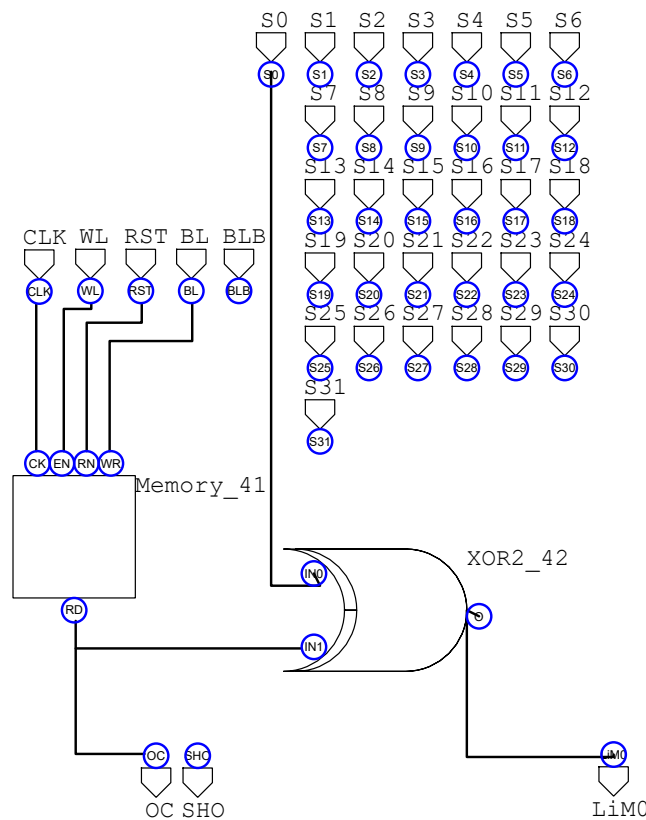 S0 S1 S2 S3 S4 S5 S6
S0 S1 S2 S3 S4 S5 S6
S7 S8 S9 S10 S11 S12
S7 S8 S9 S10 S11 S12
S13 S14 S15 S16 S17 S18
S13 S14 S15 S16 S17 S18
CLK WL RST BL BLB
S19 S20 S21 S22 S23 S24
CLK WL RST BL BLB
S19 S20 S21 S22 S23 S24
S25 S26 S27 S28 S29 S30
S25 S26 S27 S28 S29 S30
S31
S31
CK EN RN WR
Memory_41
XOR2_42
IN0
RD
O
IN1
OC SHO
LiM0
OC SHO
LiM0